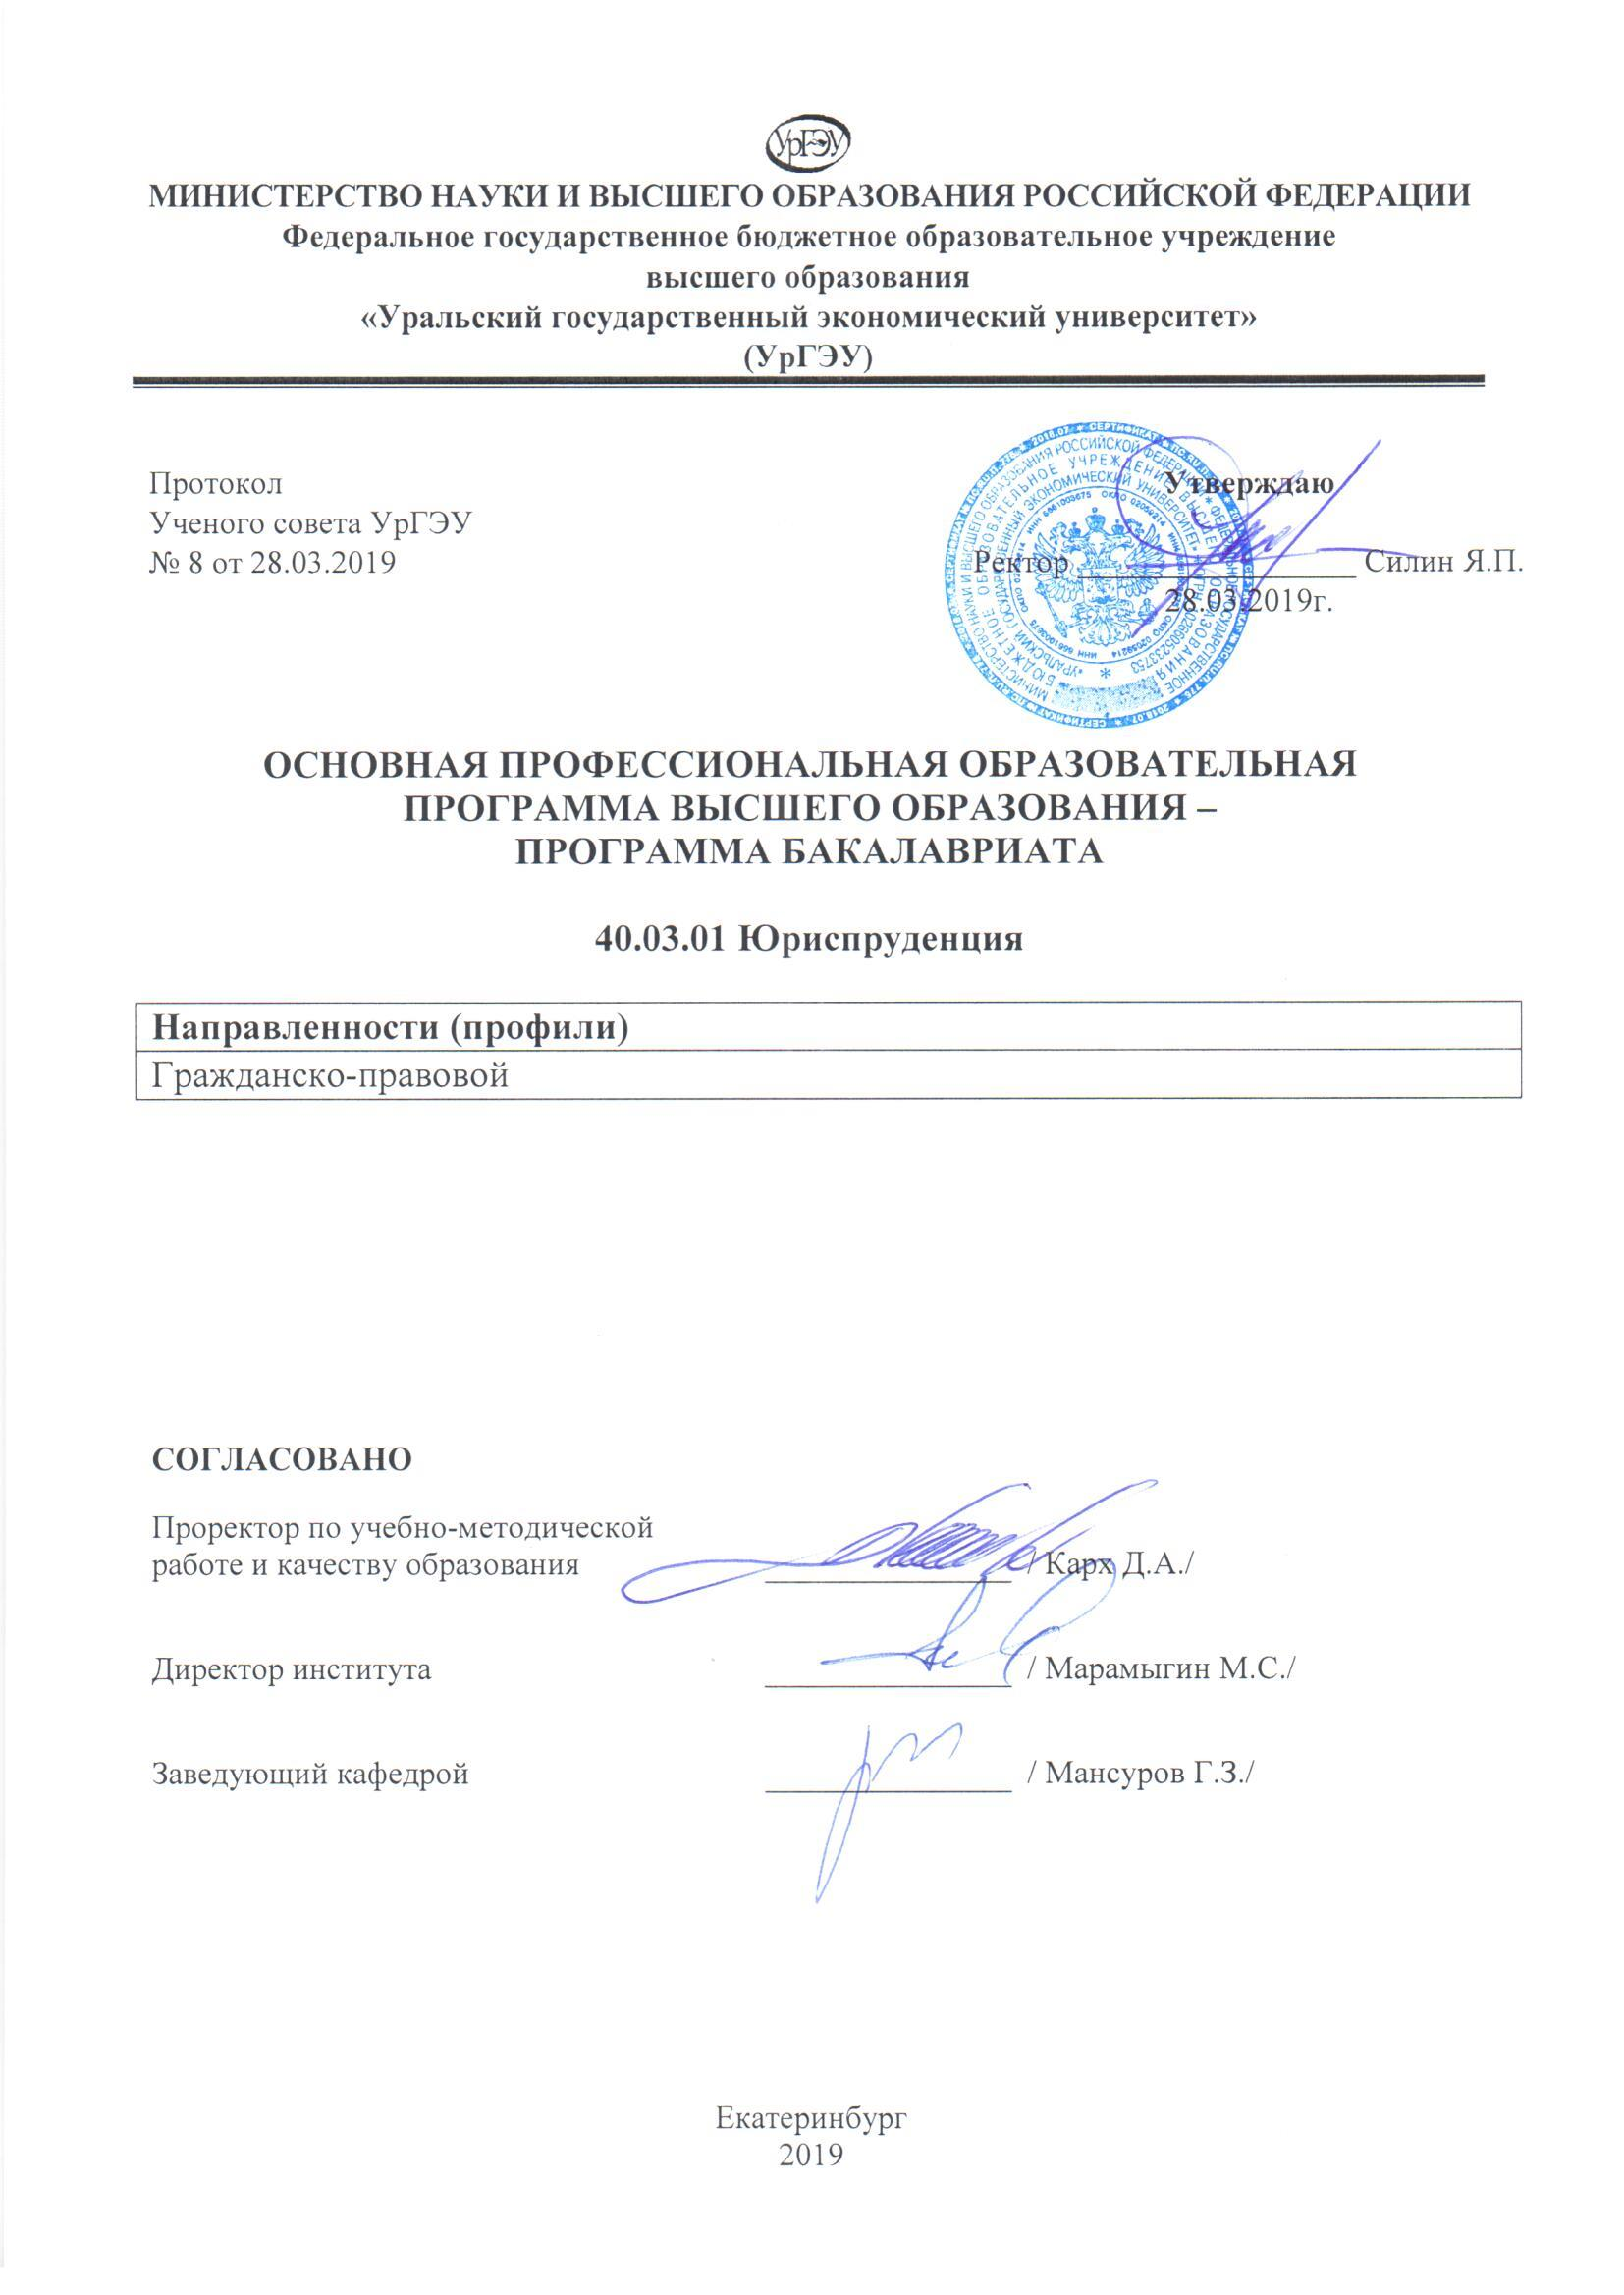 УрГЭУ
МИНИСТЕРСТВО НАУКИ И ВЫСШЕГО ОБРАЗОВАНИЯ РОССИЙСКОЙ ФЕДЕРАЦИИ
Федеральное государственное бюджетное образовательное учреждение
высшего образования
«Уральский государственный экономический университет»
(УрГЭУ)
Протокол
Ученого совета УрГЭУ
№ 8 от 28.03.2019
Утверждаю
Ректор Силин Я.П.
28.03.2019г.
ОСНОВНАЯ ПРОФЕССИОНАЛЬНАЯ ОБРАЗОВАТЕЛЬНАЯ
ПРОГРАММА ВЫСШЕГО ОБРАЗОВАНИЯ –
ПРОГРАММА БАКАЛАВРИАТА
40.03.01 Юриспруденция
Направленности (профили)
Гражданско-правовой
СОГЛАСОВАНО
Проректор по учебно-методической
работе и качеству образования / Карх Д.А./
Директор института / Марамыгин М.С./
Заведующий кафедрой / Мансуров Г.З./
Екатеринбург
2019